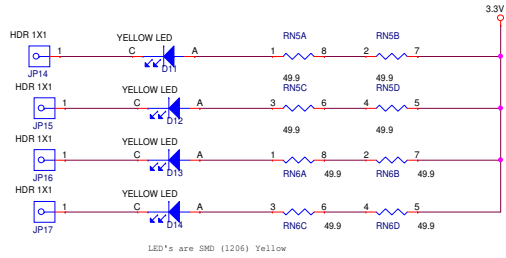 3.3V
HDR 1X1
YELLOW LED
RN5A
RN5B
1
C
A
1
8
2
7
JP14
D11
49.9
49.9
HDR 1X1
YELLOW LED
RN5C
RN5D
1
C
A
3
6
4
5
JP15
D12
49.9
49.9
HDR 1X1
YELLOW LED
1
C
A
1
8
2
7
JP16
D13
RN6A
49.9
RN6B
49.9
HDR 1X1
YELLOW LED
1
C
A
3
6
4
5
JP17
D14
RN6C
49.9
RN6D
49.9
LED's are SMD (1206) Yellow